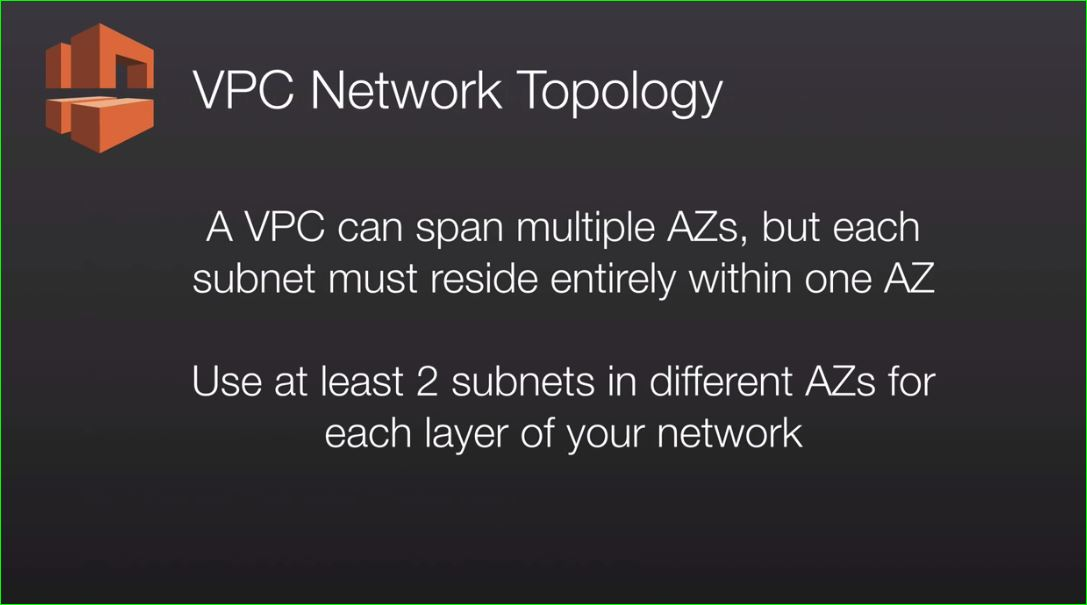 VPC Network Topology
A VPC can span multiple AZs, but each
subnet must reside entirely within one AZ
Use at least 2 subnets in different AZs for
each layer of your network